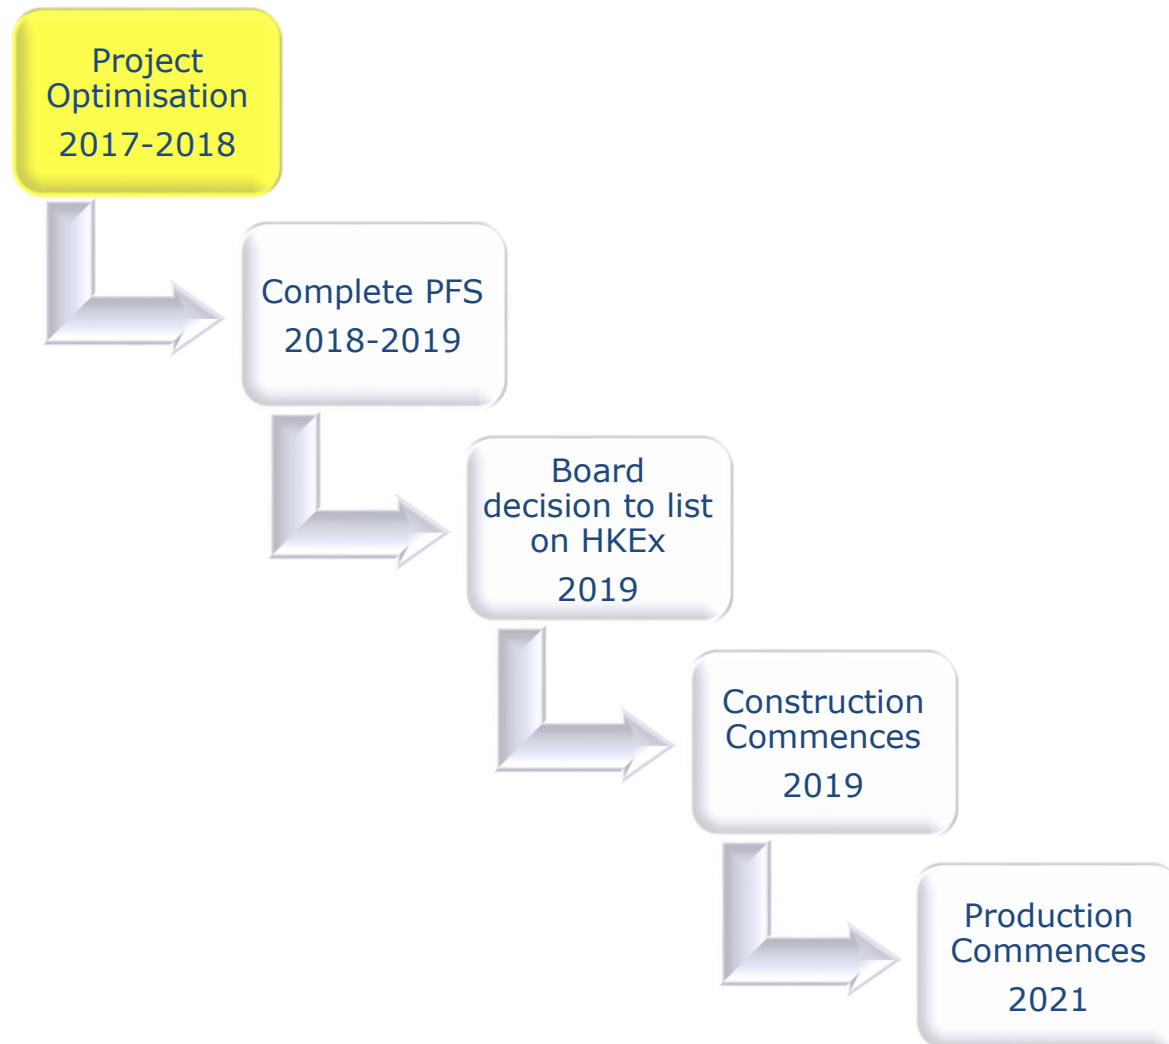 Project
Optimisation
2017-2018
Complete PFS
2018-2019
Board
decision to list
on HKEx
2019
Construction
Commences
2019
Production
Commences
2021